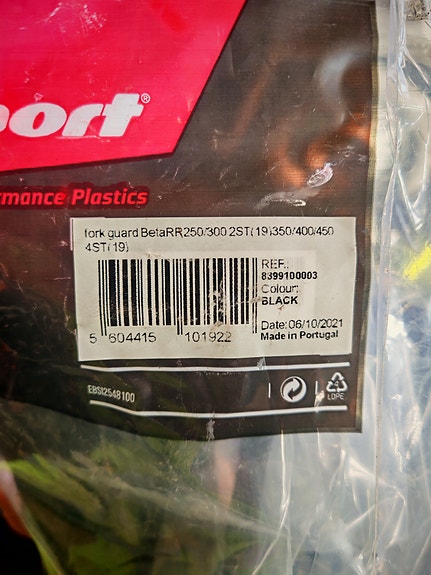 port®
rmance Plastics
fork guard BetaRR250/300 2ST(19)350/400/450
4ST(19)
REF.:
8399100003
Colour:
BLACK
5 604415 101922
Date: 06/10/2021
Made in Portugal
EBSI2548100
LDPE